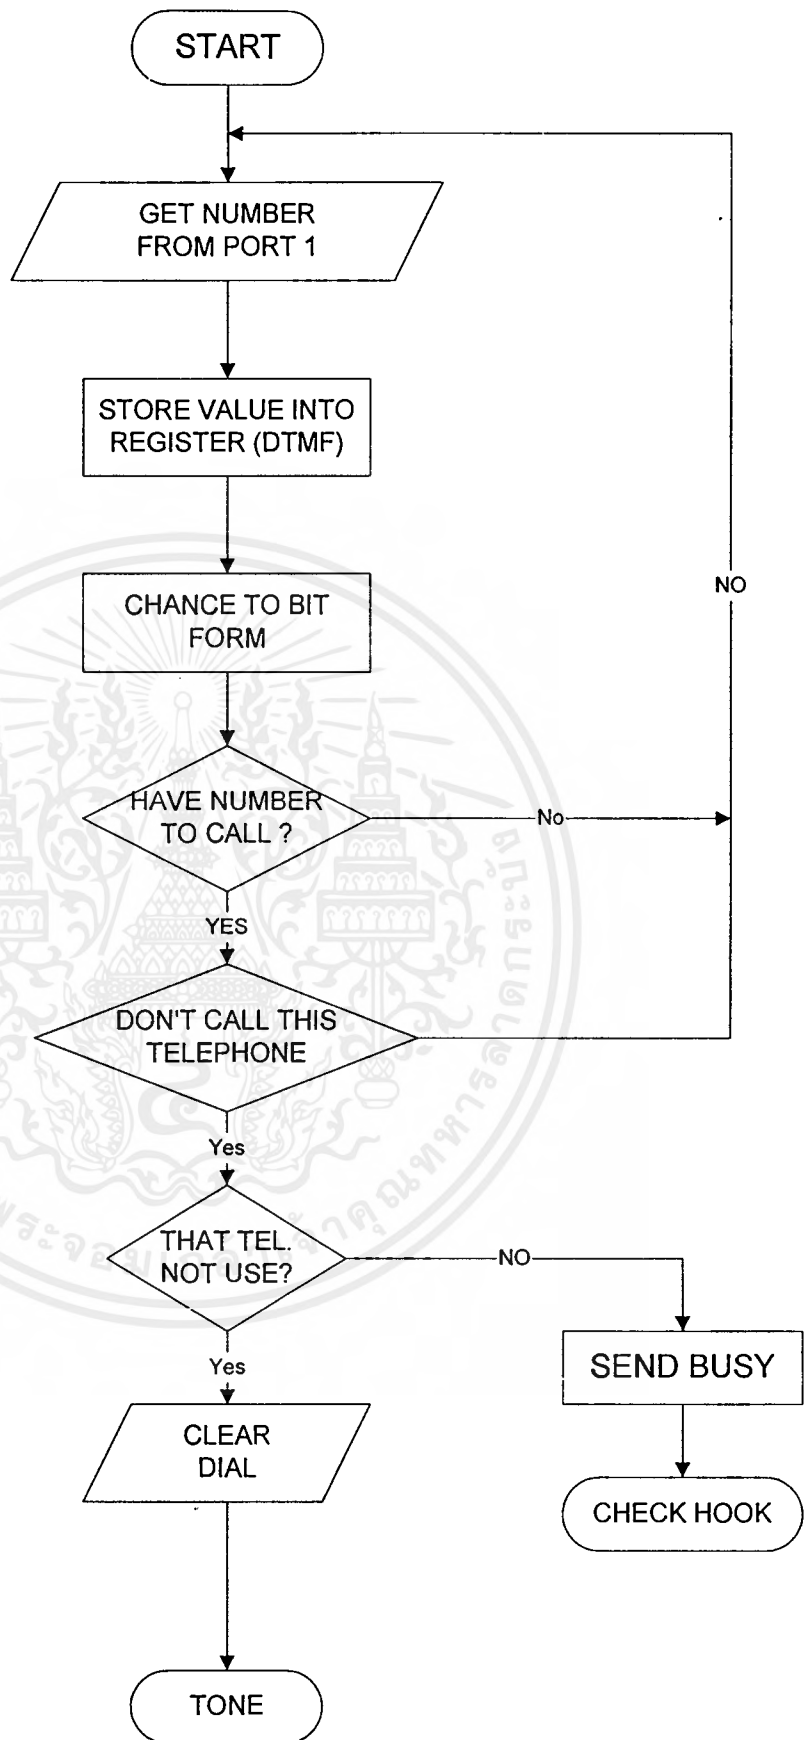 START
GET NUMBER
FROM PORT 1
STORE VALUE INTO
REGISTER (DTMF)
CHANCE TO BIT
FORM
NO
HAVE NUMBER
TO CALL ?
No
YES
DON'T CALL THIS
TELEPHONE
Yes
THAT TEL.
NOT USE?
NO
Yes
SEND BUSY
CLEAR
DIAL
CHECK HOOK
TONE